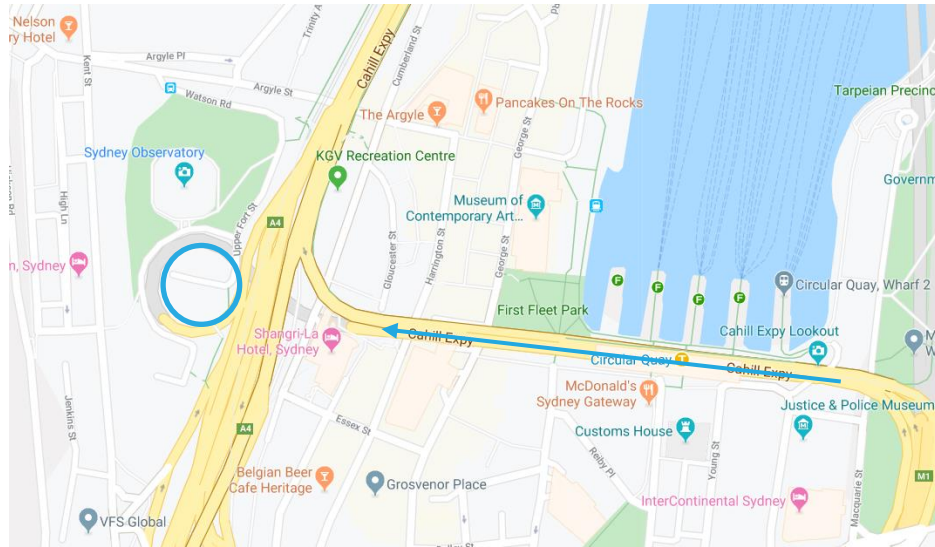 Nelson
ry Hotel
Kent St
Argyle Pl
Trinity A
Cahill Expy
Cumberland St
Argyle St
Watson Rd
The Argyle
Pancakes On The Rocks
Tarpeian Precinc
Sydney Observatory
KGV Recreation Centre
George St
Governm
High Ln
Upper Fort St
A4
Museum of
Contemporary Art...
Gloucester St
Harrington St
George St
n, Sydney
F
F
F
F
Circular Quay, Wharf 2
First Fleet Park
Shangri-La
Hotel, Sydney
Cahill Expy
Cahill Expy Lookout
M
W
Circular Quay
Cahill Expy
McDonald's
Sydney Gateway
Justice & Police Museum
Jenkins St
A4
Essex St
Customs House
Young St
Reiby Pl
Belgian Beer
Cafe Heritage
Grosvenor Place
InterContinental Sydney
Macquarie St
M1
VFS Global